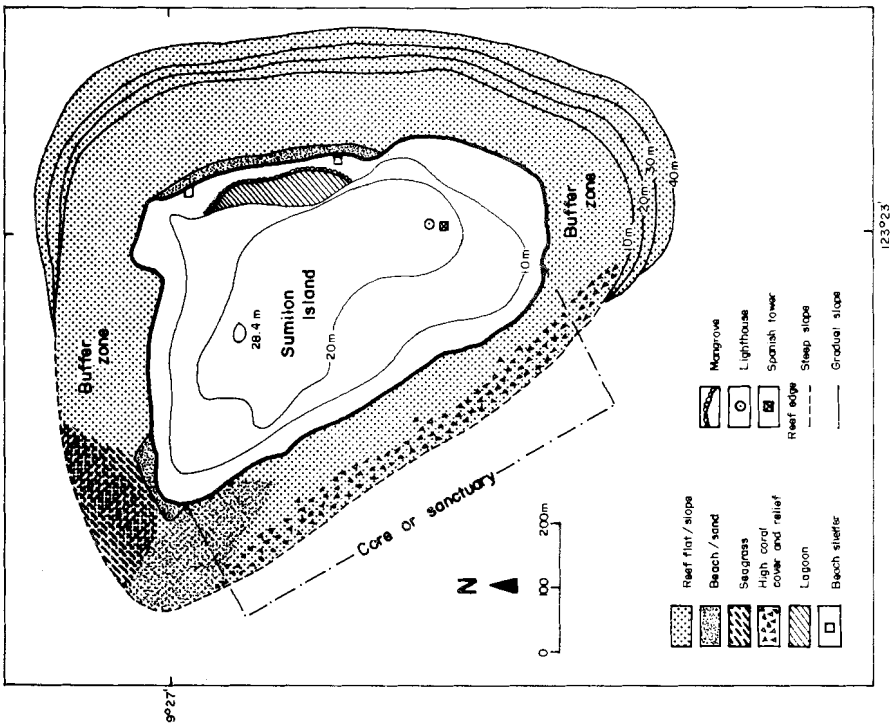 Buffer
zone
28.4 m
20m
Sumilon
Island
10m
Buffer
zone
10m
20m
30m
40m
Core or sanctuary
N
0
100
200m
Reef flat/slope
Beach/sand
Seagrass
High coral
cover and relief
Lagoon
Beach shelter
Mangrove
Lighthouse
Spanish tower
Reef edge
Steep slope
Gradual slope
9°27'
123°23'